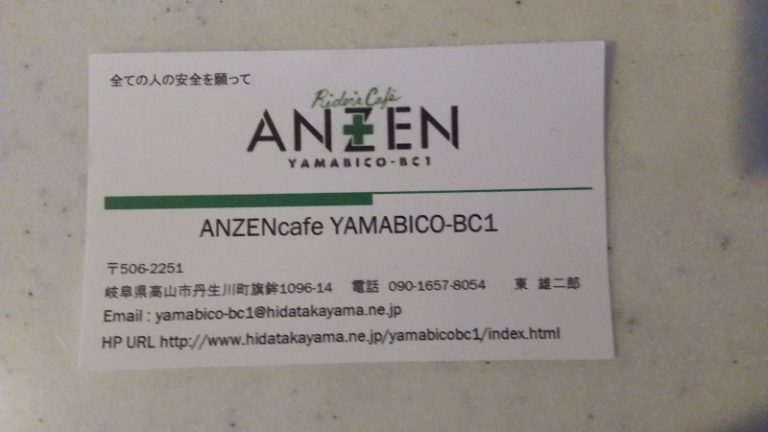 全ての人の安全を願って
Rider's Café
ANZEN
YAMABICO-BC1
ANZENcafe YAMABICO-BC1
〒506-2251
岐阜県高山市丹生川町旗鉾1096-14 電話 090-1657-8054 東 雄二郎
Email : yamabico-bc1@hidatakayama.ne.jp
HP URL http://www.hidatakayama.ne.jp/yamabicobc1/index.html